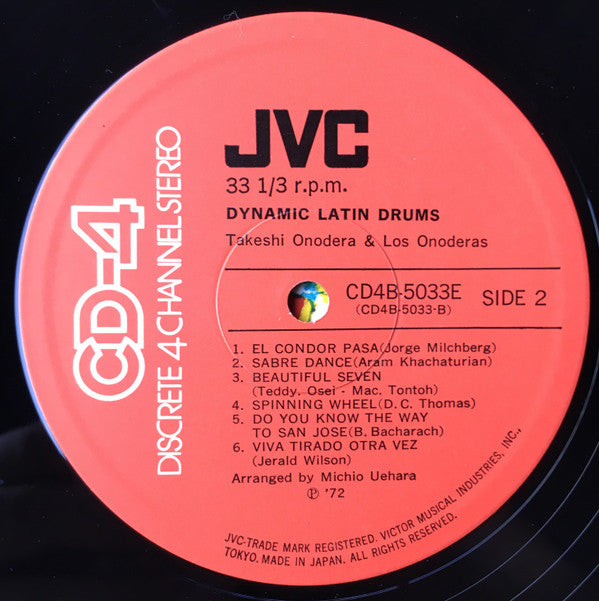 CD-4
DISCRETE 4 CHANNEL STEREO
JVC
33 1/3 r.p.m.
DYNAMIC LATIN DRUMS
Takeshi Onodera & Los Onoderas
CD4B-5033E
(CD4B-5033-B)
SIDE 2
1. EL CONDOR PASA(Jorge Milchberg)
2. SABRE DANCE(Aram Khachaturian)
3. BEAUTIFUL SEVEN
(Teddy. Osei - Mac. Tontoh)
4. SPINNING WHEEL(D.C. Thomas)
5. DO YOU KNOW THE WAY
TO SAN JOSE(B. Bacharach)
6. VIVA TIRADO OTRA VEZ
(Jerald Wilson)
Arranged by Michio Uehara
Ⓟ '72
JVC-TRADE MARK REGISTERED. VICTOR MUSICAL INDUSTRIES, INC.,
TOKYO. MADE IN JAPAN. ALL RIGHTS RESERVED.